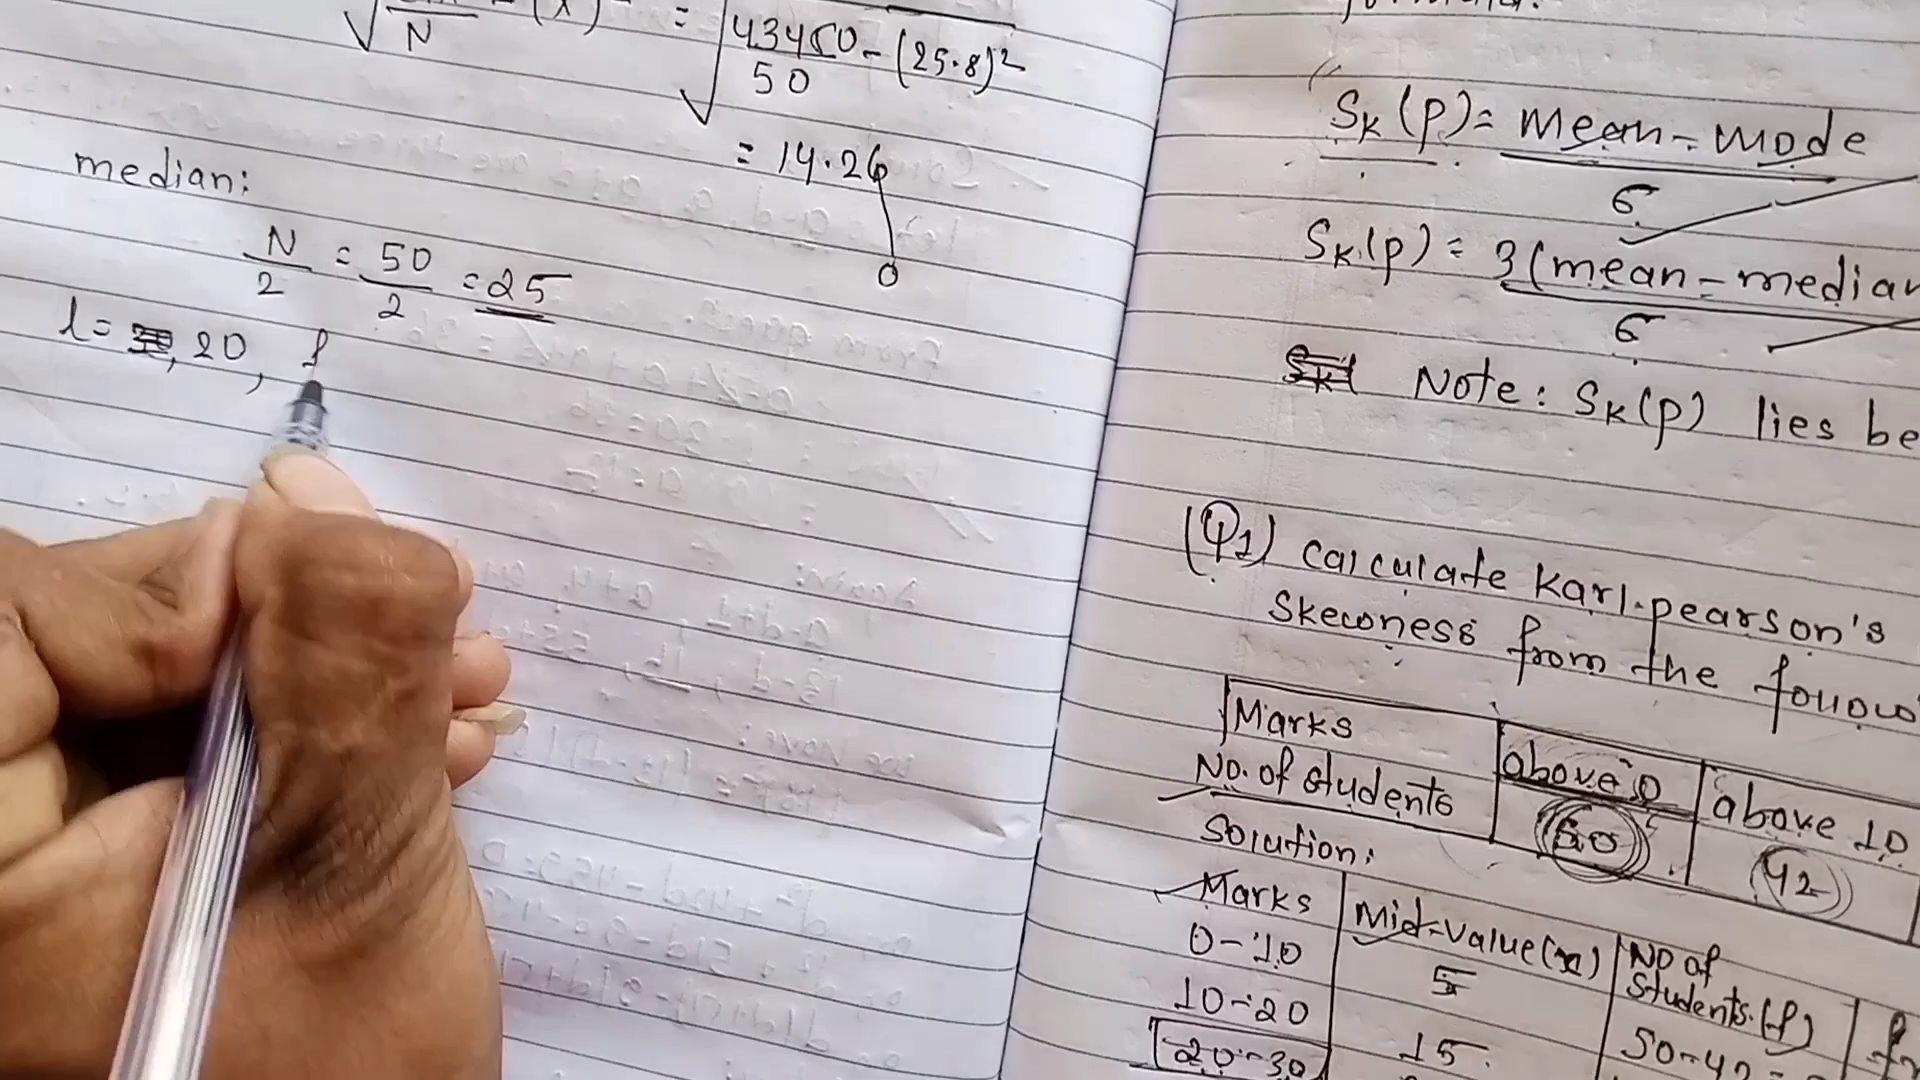 √ N (x) = √43450/50 - (25.8)²
= 14.26
median:
N/2 = 50/2 = 25
l = 20, f
Sk(p) = mean - mode / σ
Sk(p) = 3(mean - median / σ
Note: Sk(p) lies be
(Q1) Calculate Karl-pearson's
Skewness from the follow
Marks above 0 above 10
No. of students 50 42
Solution:
Marks Mid-value(x) No of Students (f)
0-10 5 50-42 =
10-20 15
20-30